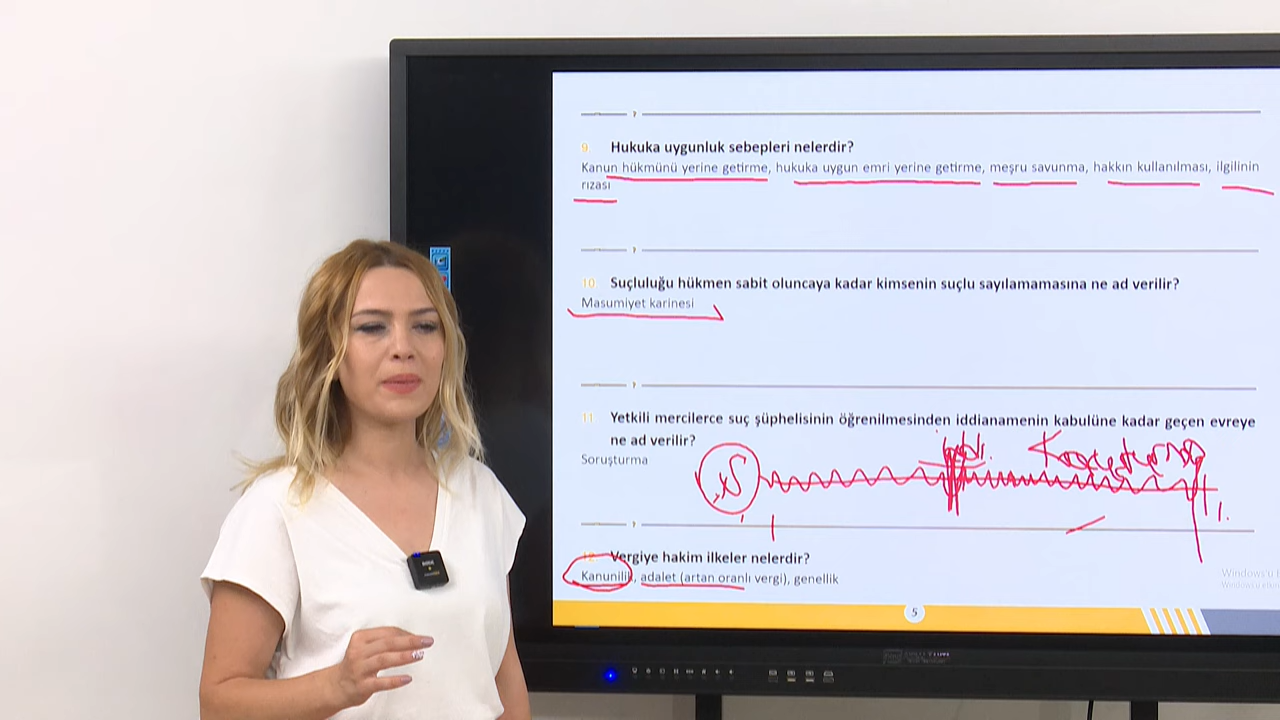 9. Hukuka uygunluk sebepleri nelerdir?
Kanun hükmünü yerine getirme, hukuka uygun emri yerine getirme, meşru savunma, hakkın kullanılması, ilgilinin
rızası
10. Suçluluğu hükmen sabit oluncaya kadar kimsenin suçlu sayılamamasına ne ad verilir?
Masumiyet karinesi
11. Yetkili mercilerce suç şüphelisinin öğrenilmesinden iddianamenin kabulüne kadar geçen evreye
ne ad verilir?
Soruşturma
12. Vergiye hakim ilkeler nelerdir?
Kanunilik, adalet (artan oranlı vergi), genellik
5